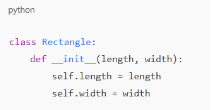 python
class Rectangle:
    def __init__(length, width):
        self.length = length
        self.width = width